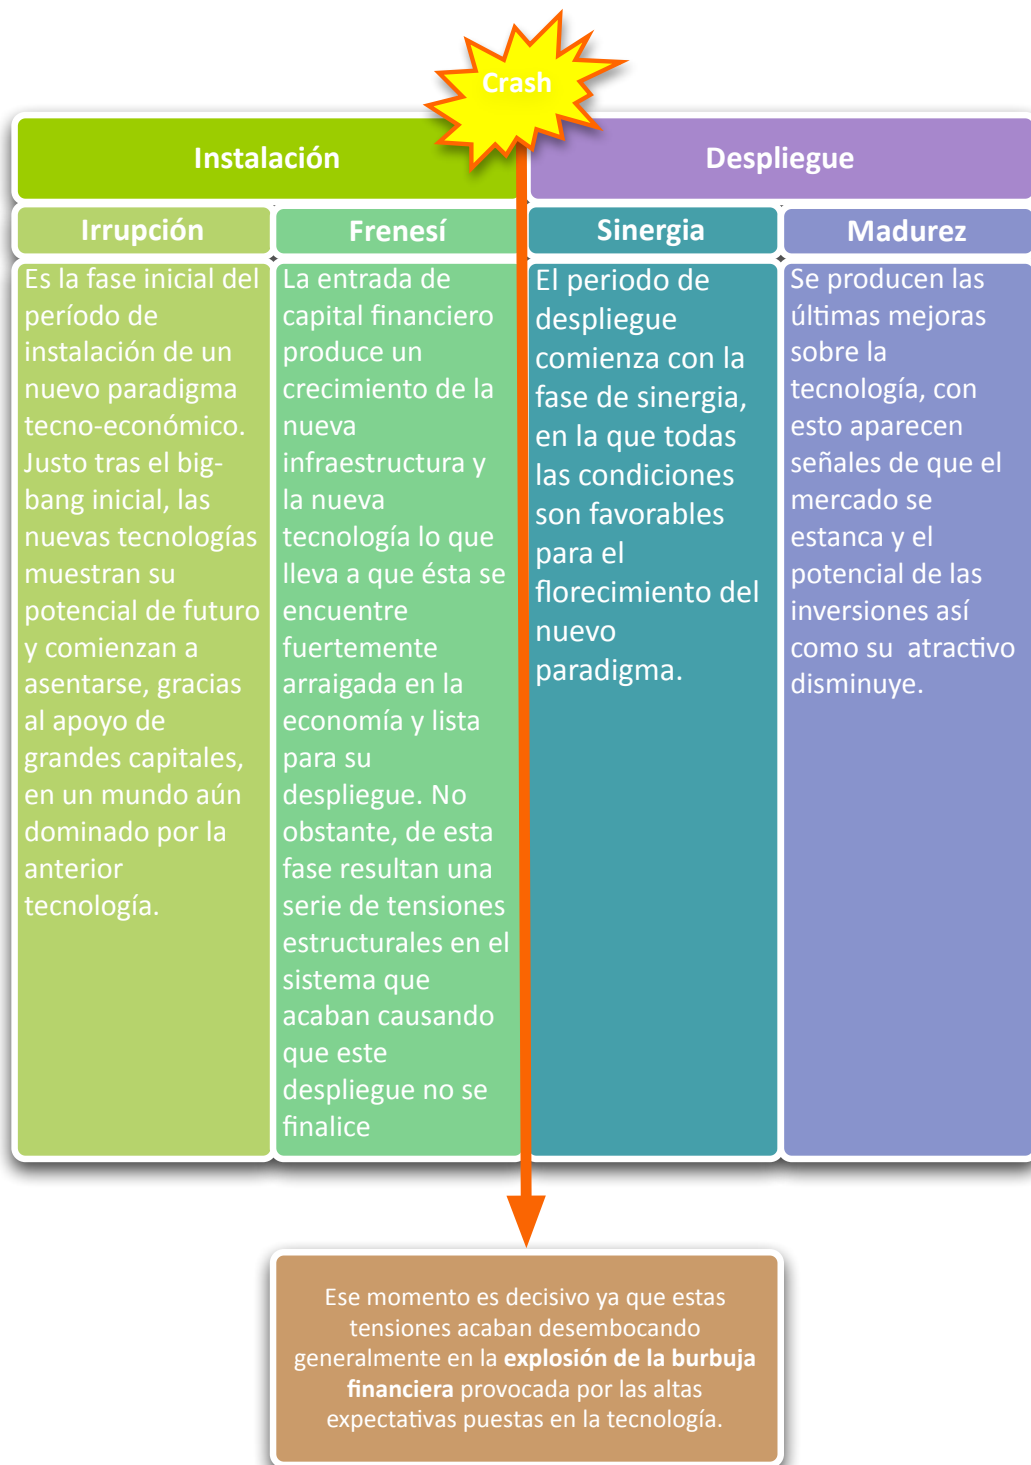 Crash
Instalación
Despliegue
Irrupción
Frenesí
Sinergia
Madurez
Es la fase inicial del
período de
instalación de un
nuevo paradigma
tecno-económico.
Justo tras el big-
bang inicial, las
nuevas tecnologías
muestran su
potencial de futuro
y comienzan a
asentarse, gracias
al apoyo de
grandes capitales,
en un mundo aún
dominado por la
anterior
tecnología.
La entrada de
capital financiero
produce un
crecimiento de la
nueva
infraestructura y
la nueva
tecnología lo que
lleva a que ésta se
encuentre
fuertemente
arraigada en la
economía y lista
para su
despliegue. No
obstante, de esta
fase resultan una
serie de tensiones
estructurales en el
sistema que
acaban causando
que este
despliegue no se
finalice
El periodo de
despliegue
comienza con la
fase de sinergia,
en la que todas
las condiciones
son favorables
para el
florecimiento del
nuevo
paradigma.
Se producen las
últimas mejoras
sobre la
tecnología, con
esto aparecen
señales de que el
mercado se
estanca y el
potencial de las
inversiones así
como su  atractivo
disminuye.
Ese momento es decisivo ya que estas
tensiones acaban desembocando
generalmente en la explosión de la burbuja
financiera provocada por las altas
expectativas puestas en la tecnología.